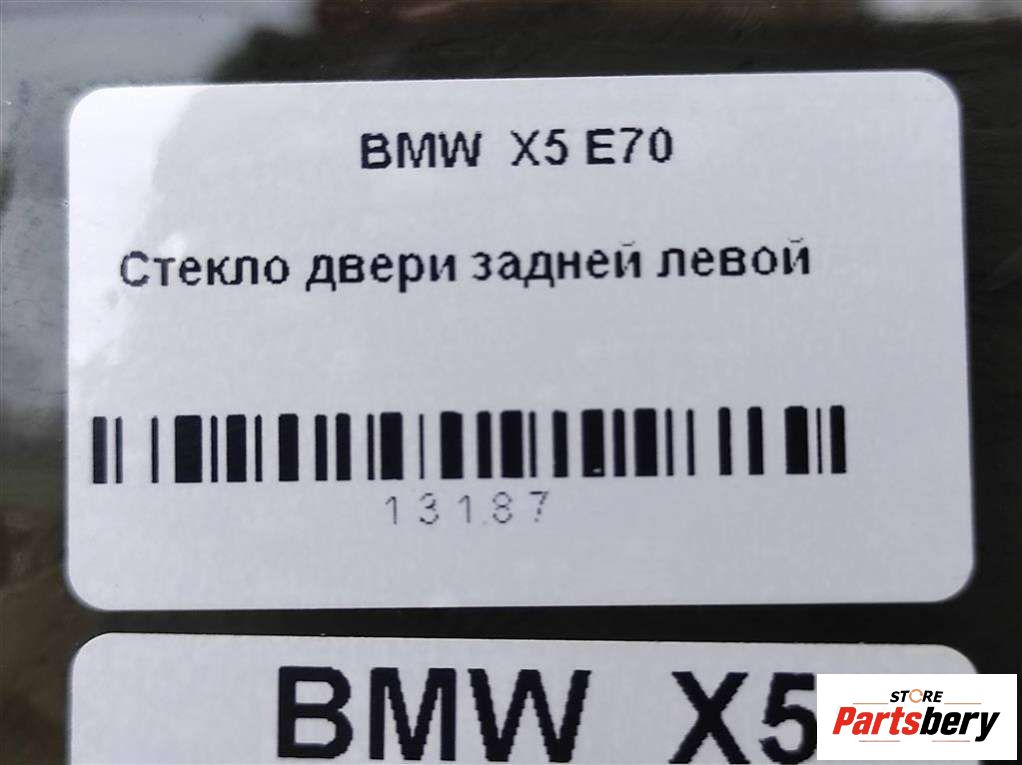 BMW X5 E70
Стекло двери задней левой
13187
BMW X5
STORE
Partsbery